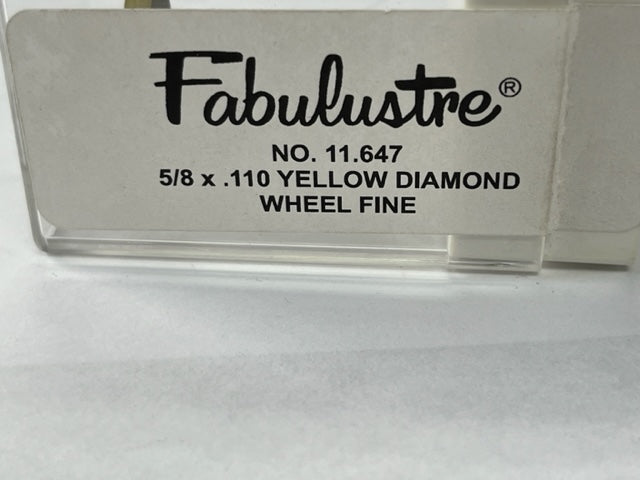 Fabulustre®
NO. 11.647
5/8 x .110 YELLOW DIAMOND
WHEEL FINE